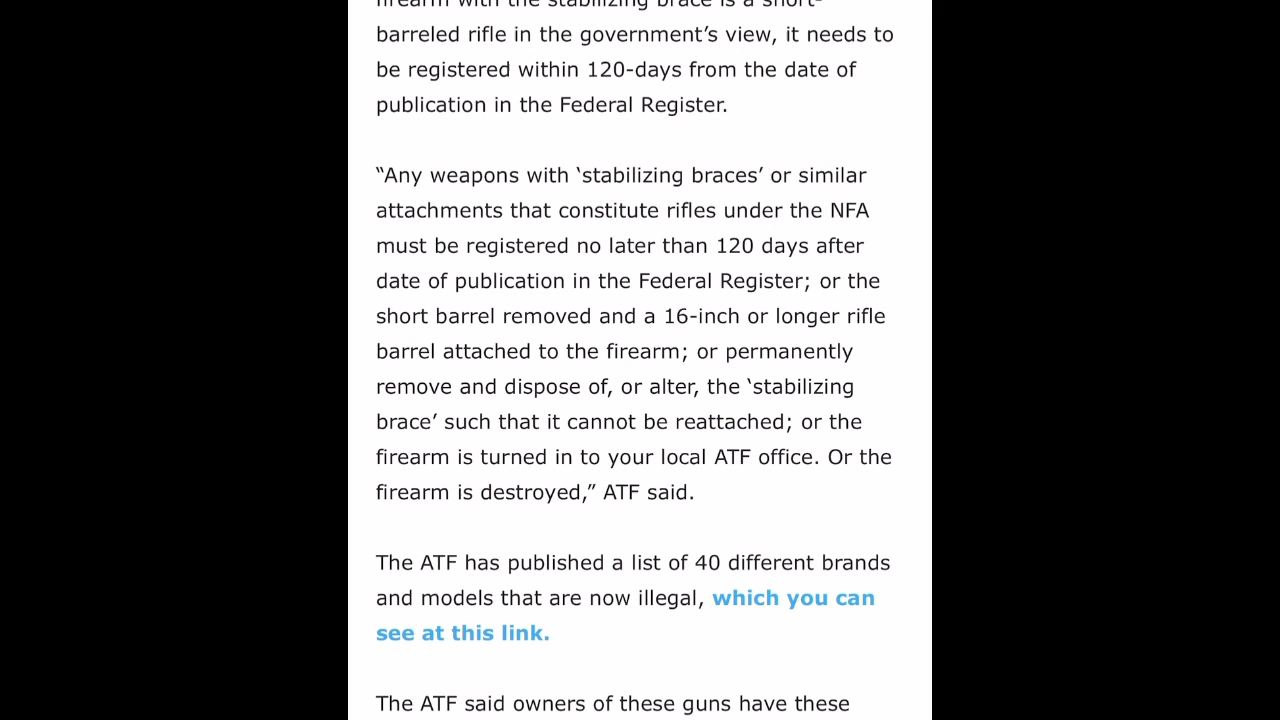 firearm with the stabilizing brace is a short-
barreled rifle in the government’s view, it needs to
be registered within 120-days from the date of
publication in the Federal Register.
“Any weapons with ‘stabilizing braces’ or similar
attachments that constitute rifles under the NFA
must be registered no later than 120 days after
date of publication in the Federal Register; or the
short barrel removed and a 16-inch or longer rifle
barrel attached to the firearm; or permanently
remove and dispose of, or alter, the ‘stabilizing
brace’ such that it cannot be reattached; or the
firearm is turned in to your local ATF office. Or the
firearm is destroyed,” ATF said.
The ATF has published a list of 40 different brands
and models that are now illegal, which you can
see at this link.
The ATF said owners of these guns have these